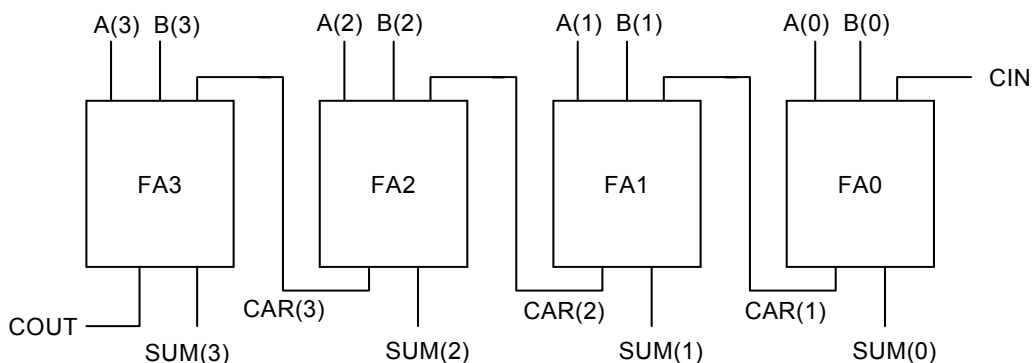 A(3) B(3) A(2) B(2) A(1) B(1) A(0) B(0)
CIN
FA3 FA2 FA1 FA0
CAR(3) CAR(2) CAR(1)
COUT
SUM(3) SUM(2) SUM(1) SUM(0)